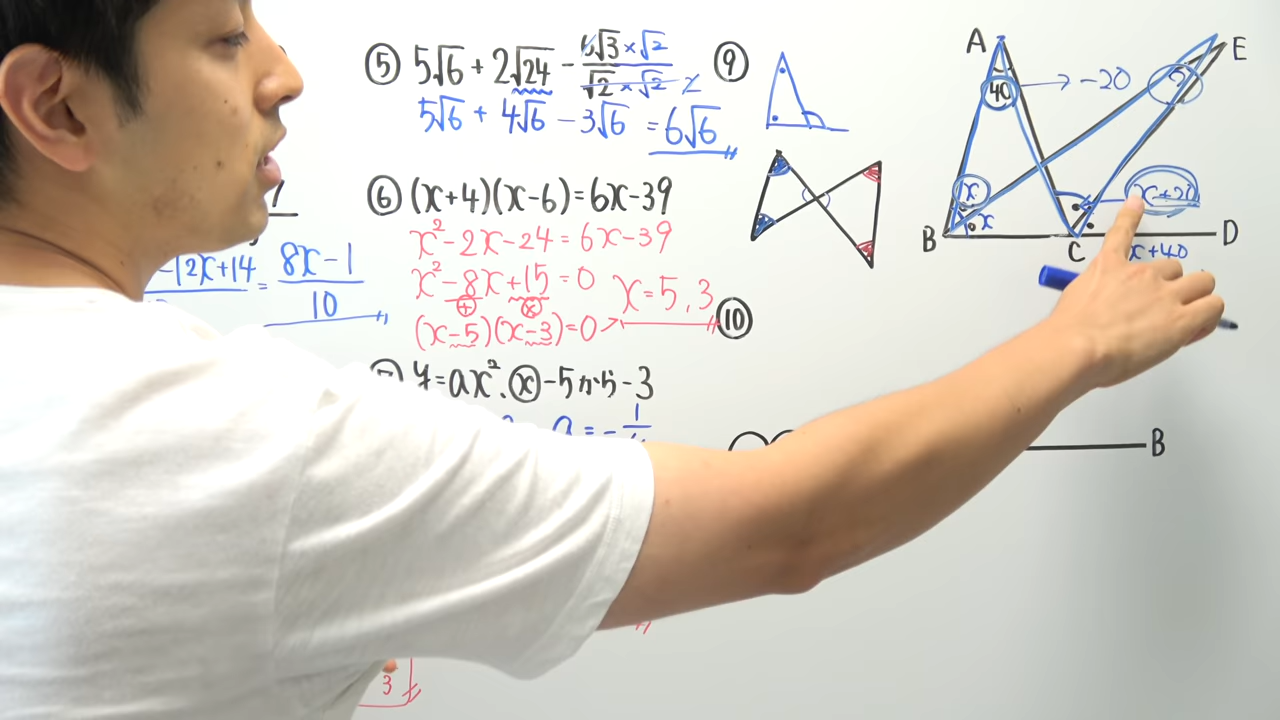 ⑤ 5√6 + 2√24 − 6√3 ×√2 / √2 ×√2
5√6 + 4√6 − 3√6 = 6√6
⑥ (x+4)(x-6)=6x-39
x²-2x-24=6x-39
x²-8x+15=0
(x-5)(x-3)=0 → x=5,3
y=ax². ⓧ-5から-3
a=-1/
-12x+14 = 8x-1 / 10
3
⑨
A
40 → -20
E
?
x
x
x+20
B
C
D
x+40
⑩
B